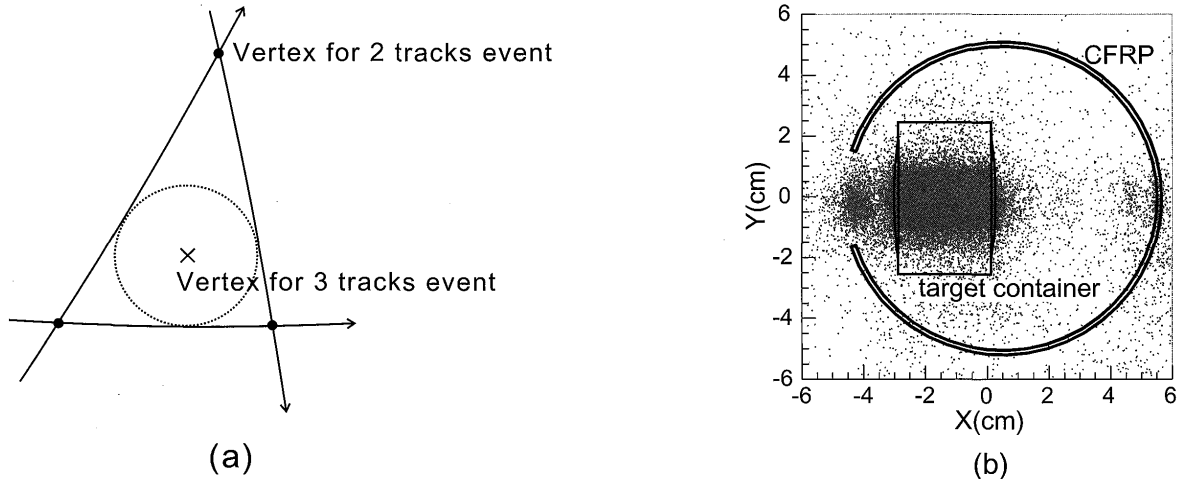 Vertex for 2 tracks event
Vertex for 3 tracks event
(a)
6
4
2
0
-2
-4
-6
Y(cm)
CFRP
target container
-6 -4 -2 0 2 4 6
X(cm)
(b)